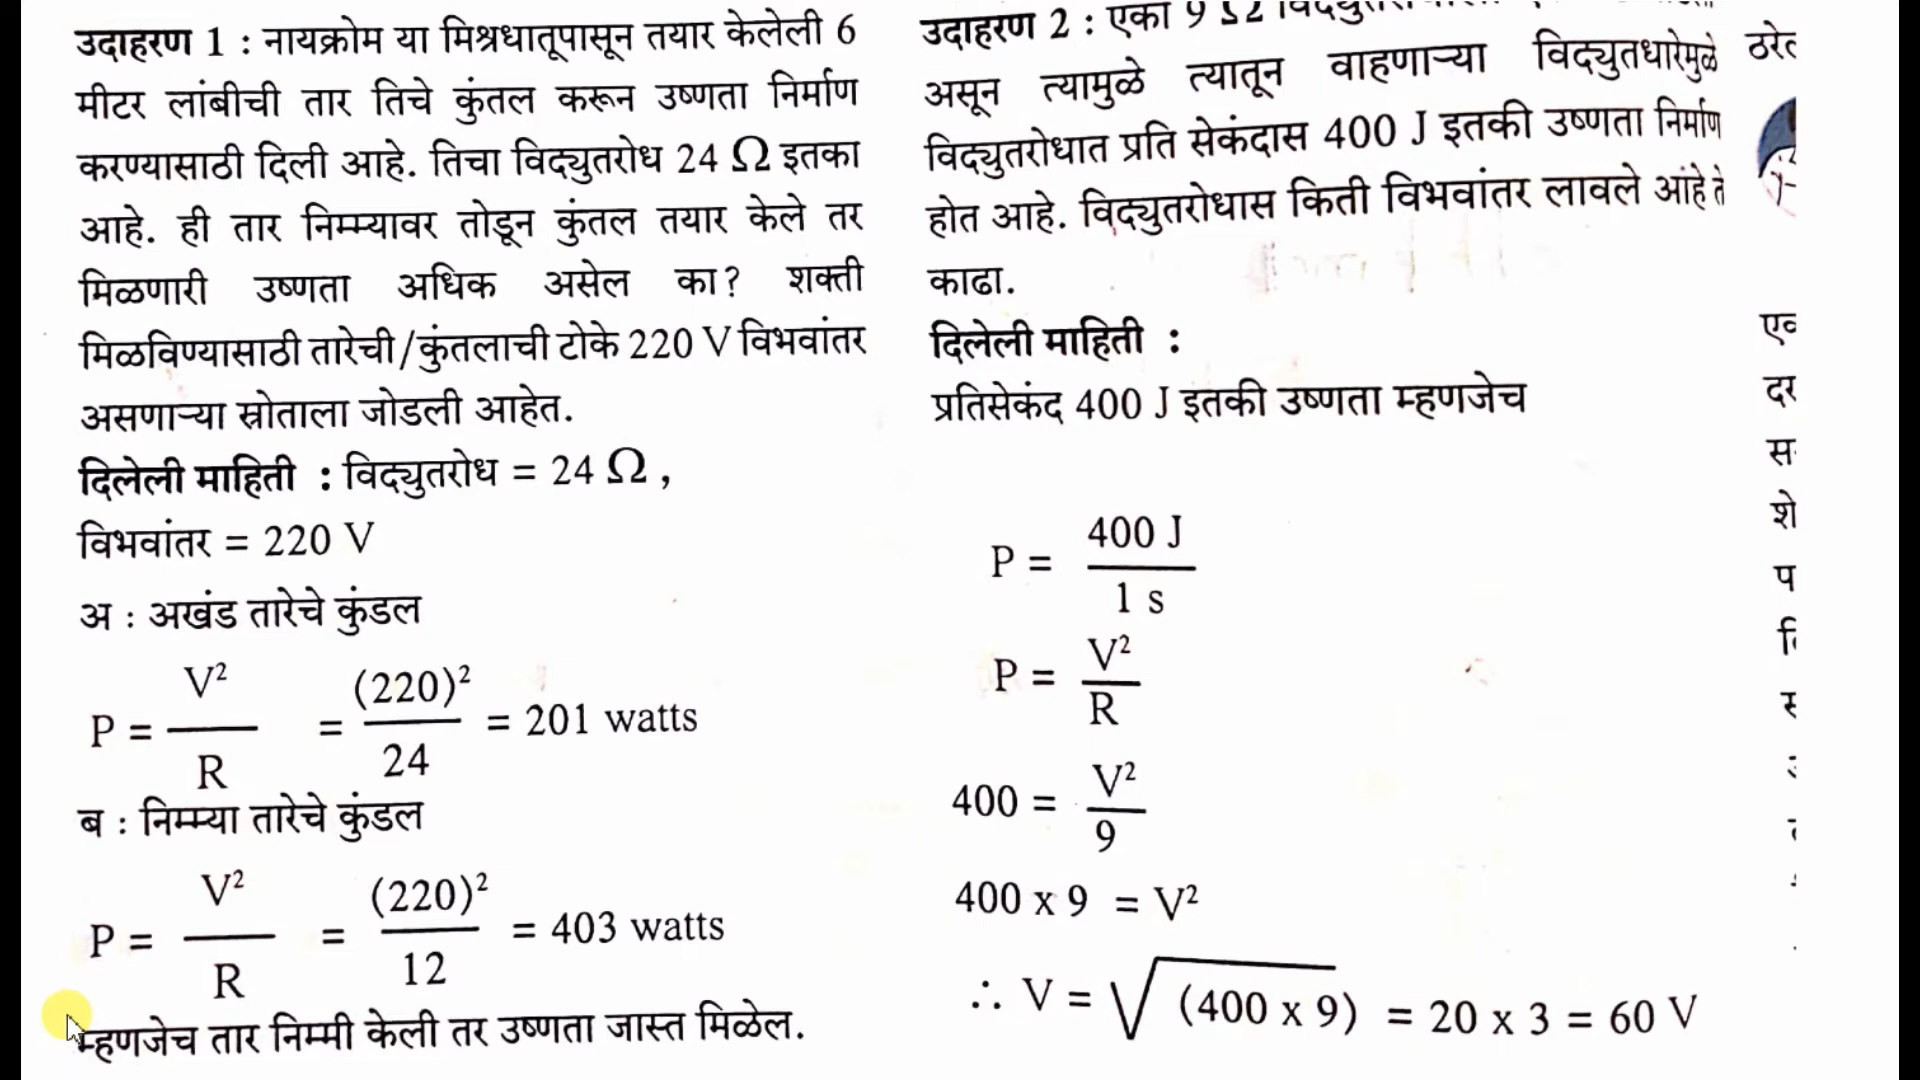 उदाहरण 1 : नायक्रोम या मिश्रधातूपासून तयार केलेली 6
मीटर लांबीची तार तिचे कुंतल करून उष्णता निर्माण
करण्यासाठी दिली आहे. तिचा विद्युतरोध 24 Ω इतका
आहे. ही तार निम्म्यावर तोडून कुंतल तयार केले तर
मिळणारी उष्णता अधिक असेल का? शक्ती
मिळविण्यासाठी तारेची/कुंतलाची टोके 220 V विभवांतर
असणाऱ्या स्रोताला जोडली आहेत.
दिलेली माहिती : विद्युतरोध = 24 Ω ,
विभवांतर = 220 V
अ : अखंड तारेचे कुंडल
P = V² / R = (220)² / 24 = 201 watts
ब : निम्म्या तारेचे कुंडल
P = V² / R = (220)² / 12 = 403 watts
म्हणजेच तार निम्मी केली तर उष्णता जास्त मिळेल.
उदाहरण 2 : एका 9 Ω
असून त्यामुळे त्यातून वाहणाऱ्या विद्युतधारेमुळे
विद्युतरोधात प्रति सेकंदास 400 J इतकी उष्णता निर्माण
होत आहे. विद्युतरोधास किती विभवांतर लावले आहे ते
काढा.
दिलेली माहिती :
प्रतिसेकंद 400 J इतकी उष्णता म्हणजेच
P = 400 J / 1 s
P = V² / R
400 = V² / 9
400 x 9 = V²
∴ V = √(400 x 9) = 20 x 3 = 60 V